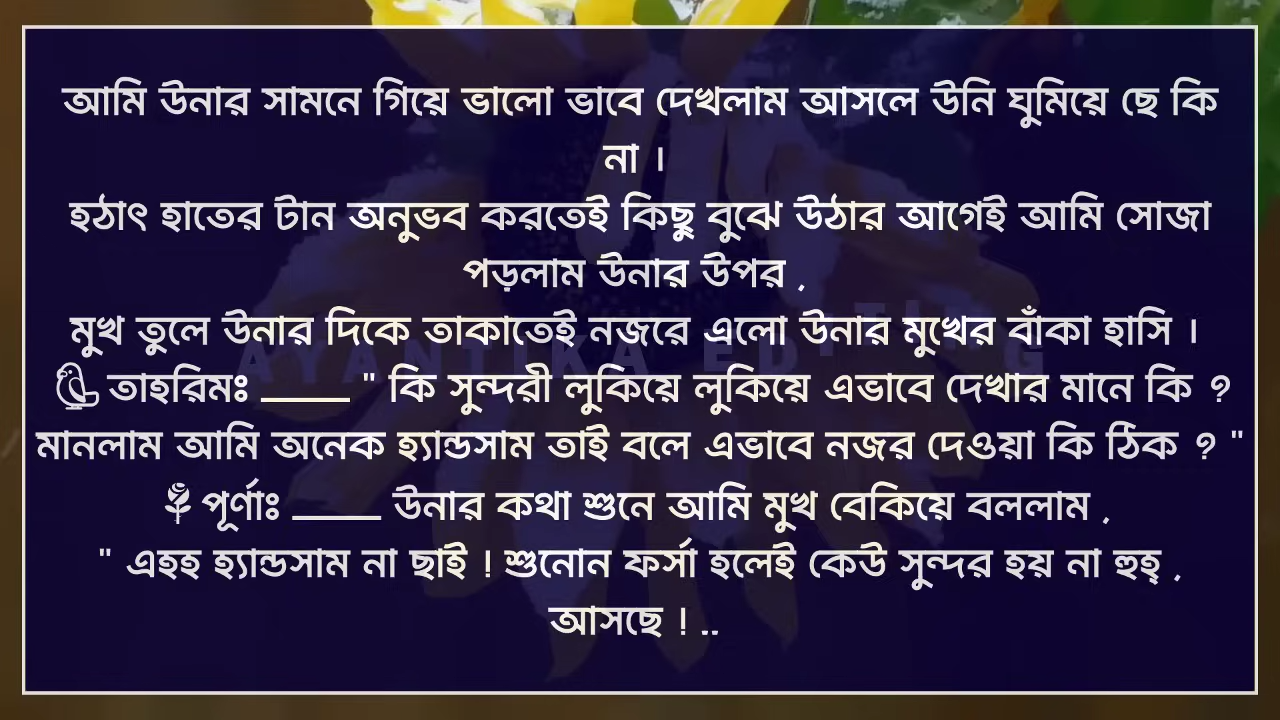 আমি উনার সামনে গিয়ে ভালো ভাবে দেখলাম আসলে উনি ঘুমিয়ে ছে কি
না ।
হঠাৎ হাতের টান অনুভব করতেই কিছু বুঝে উঠার আগেই আমি সোজা
পড়লাম উনার উপর ,
মুখ তুলে উনার দিকে তাকাতেই নজরে এলো উনার মুখের বাঁকা হাসি ।
তাহরিমঃ ____ " কি সুন্দরী লুকিয়ে লুকিয়ে এভাবে দেখার মানে কি ?
মানলাম আমি অনেক হ্যান্ডসাম তাই বলে এভাবে নজর দেওয়া কি ঠিক ? "
পূর্ণাঃ ____ উনার কথা শুনে আমি মুখ বেকিয়ে বললাম ,
" এহহ হ্যান্ডসাম না ছাই ! শুনোন ফর্সা হলেই কেউ সুন্দর হয় না হুহ্ ,
আসছে ! ..
AYANTIKA EDITING